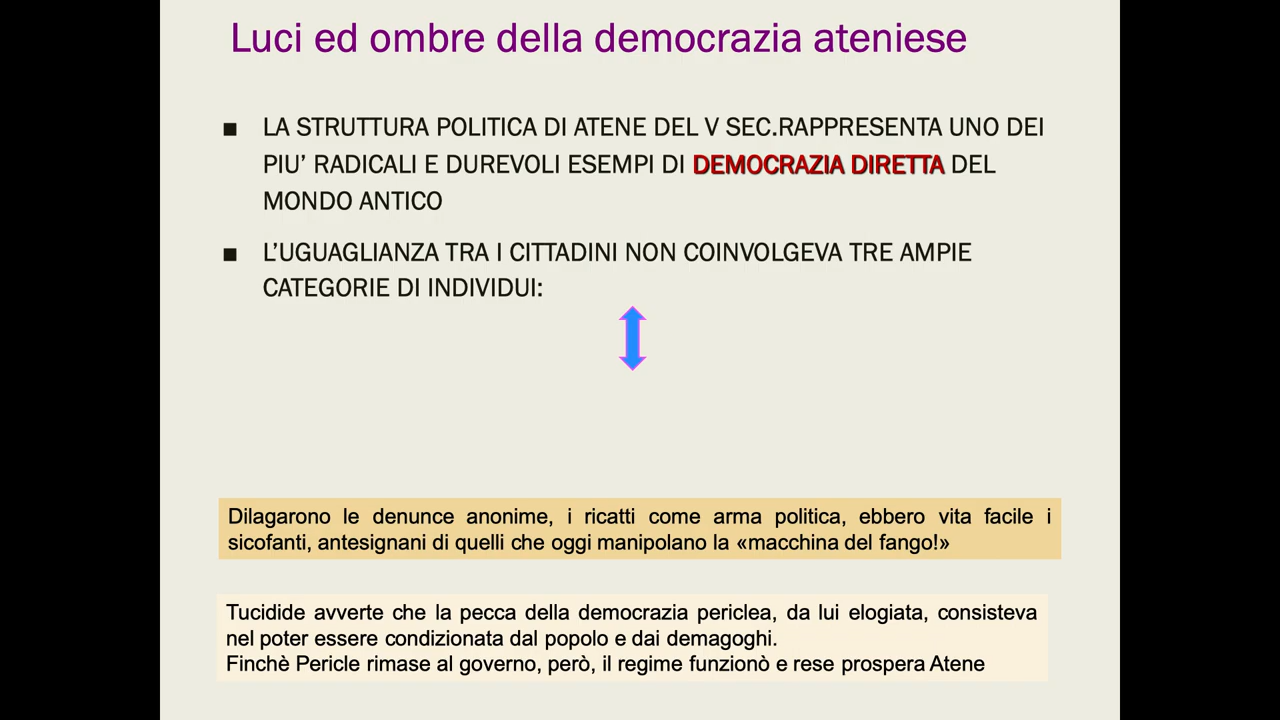 Luci ed ombre della democrazia ateniese
■ LA STRUTTURA POLITICA DI ATENE DEL V SEC.RAPPRESENTA UNO DEI
PIU’ RADICALI E DUREVOLI ESEMPI DI DEMOCRAZIA DIRETTA DEL
MONDO ANTICO
■ L’UGUAGLIANZA TRA I CITTADINI NON COINVOLGEVA TRE AMPIE
CATEGORIE DI INDIVIDUI:
Dilagarono le denunce anonime, i ricatti come arma politica, ebbero vita facile i
sicofanti, antesignani di quelli che oggi manipolano la «macchina del fango!»
Tucidide avverte che la pecca della democrazia periclea, da lui elogiata, consisteva
nel poter essere condizionata dal popolo e dai demagoghi.
Finchè Pericle rimase al governo, però, il regime funzionò e rese prospera Atene